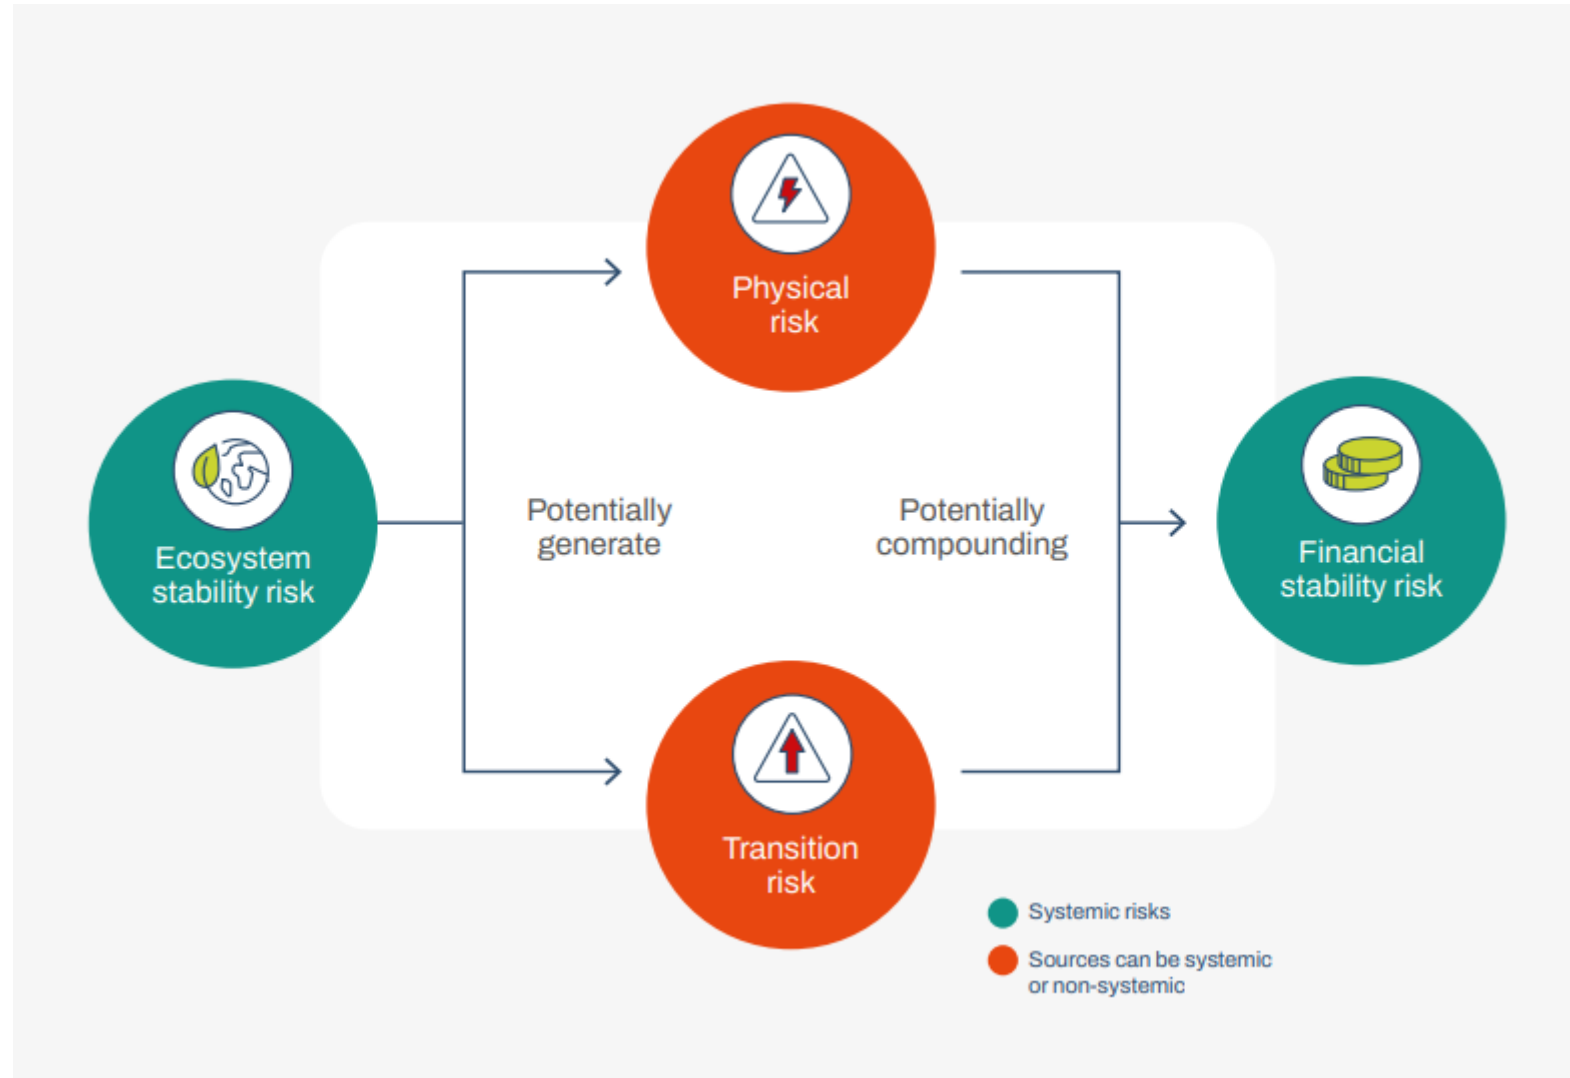 Physical
risk
Ecosystem
stability risk
Potentially
generate
Potentially
compounding
Financial
stability risk
Transition
risk
Systemic risks
Sources can be systemic
or non-systemic